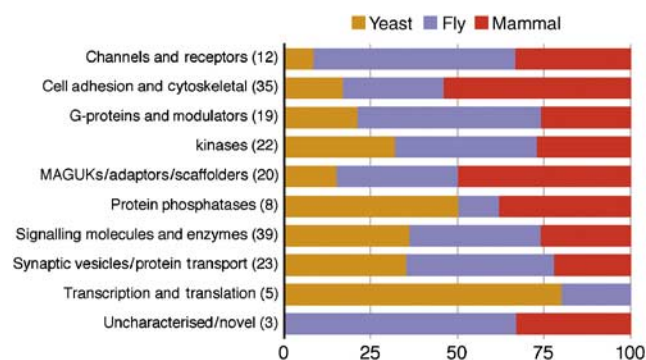 Yeast Fly Mammal
Channels and receptors (12)
Cell adhesion and cytoskeletal (35)
G-proteins and modulators (19)
kinases (22)
MAGUKs/adaptors/scaffolders (20)
Protein phosphatases (8)
Signalling molecules and enzymes (39)
Synaptic vesicles/protein transport (23)
Transcription and translation (5)
Uncharacterised/novel (3)
0 25 50 75 100